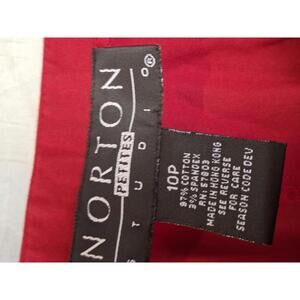 NORTON
PETITES
STUDIO®
10P
97% COTTON
3% SPANDEX
RN: 57803
MADE IN HONG KONG
SEE REVERSE
FOR CARE
SEASON CODE DEV